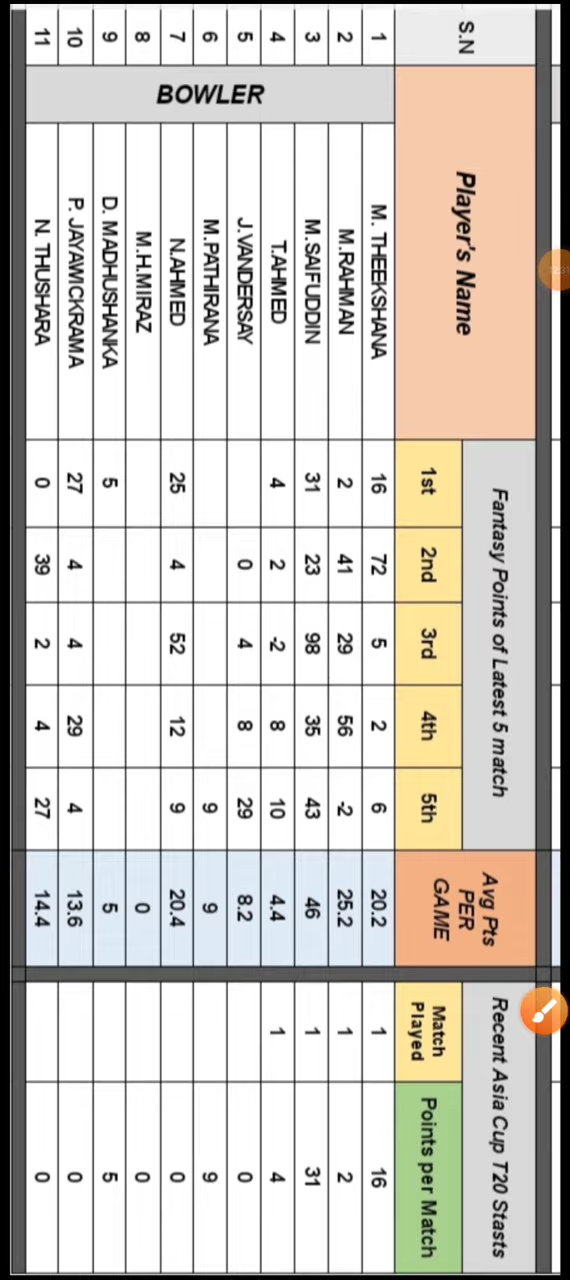 S.N Player's Name Fantasy Points of Latest 5 match Avg Pts PER GAME Recent Asia Cup T20 Stasts
1st 2nd 3rd 4th 5th Match Played Points per Match
BOWLER
1 M. THEEKSHANA 16 72 5 2 6 20.2 1 16
2 M.RAHMAN 2 41 29 56 -2 25.2 1 2
3 M.SAIFUDDIN 31 23 98 35 43 46 1 31
4 T.AHMED 4 2 -2 8 10 4.4 1 4
5 J.VANDERSAY 0 4 8 29 8.2 0
6 M.PATHIRANA 9 9 9
7 N.AHMED 25 4 52 12 9 20.4 0
8 M.H.MIRAZ 0 0
9 D. MADHUSHANKA 5 5 5
10 P. JAYAWICKRAMA 27 4 4 29 4 13.6 0
11 N. THUSHARA 0 39 2 4 27 14.4 0